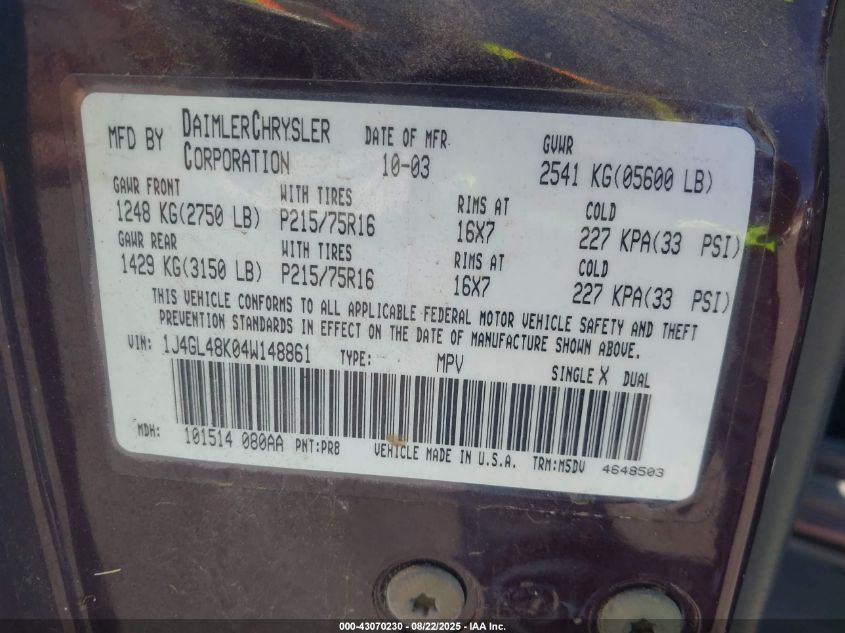 MFD BY DAIMLERCHRYSLER CORPORATION DATE OF MFR 10-03 GVWR 2541 KG(05600 LB)
GAWR FRONT WITH TIRES RIMS AT COLD
1248 KG(2750 LB) P215/75R16 16X7 227 KPA(33 PSI)
GAWR REAR WITH TIRES RIMS AT COLD
1429 KG(3150 LB) P215/75R16 16X7 227 KPA(33 PSI)
THIS VEHICLE CONFORMS TO ALL APPLICABLE FEDERAL MOTOR VEHICLE SAFETY AND THEFT
PREVENTION STANDARDS IN EFFECT ON THE DATE OF MANUFACTURE SHOWN ABOVE.
VIN: 1J4GL48K04W148861 TYPE: MPV SINGLE X DUAL
MDH: 101514 080AA PNT:PR8 VEHICLE MADE IN U.S.A. TRM:MSDV 4648503
000-43070230 - 08/22/2025 - IAA Inc.